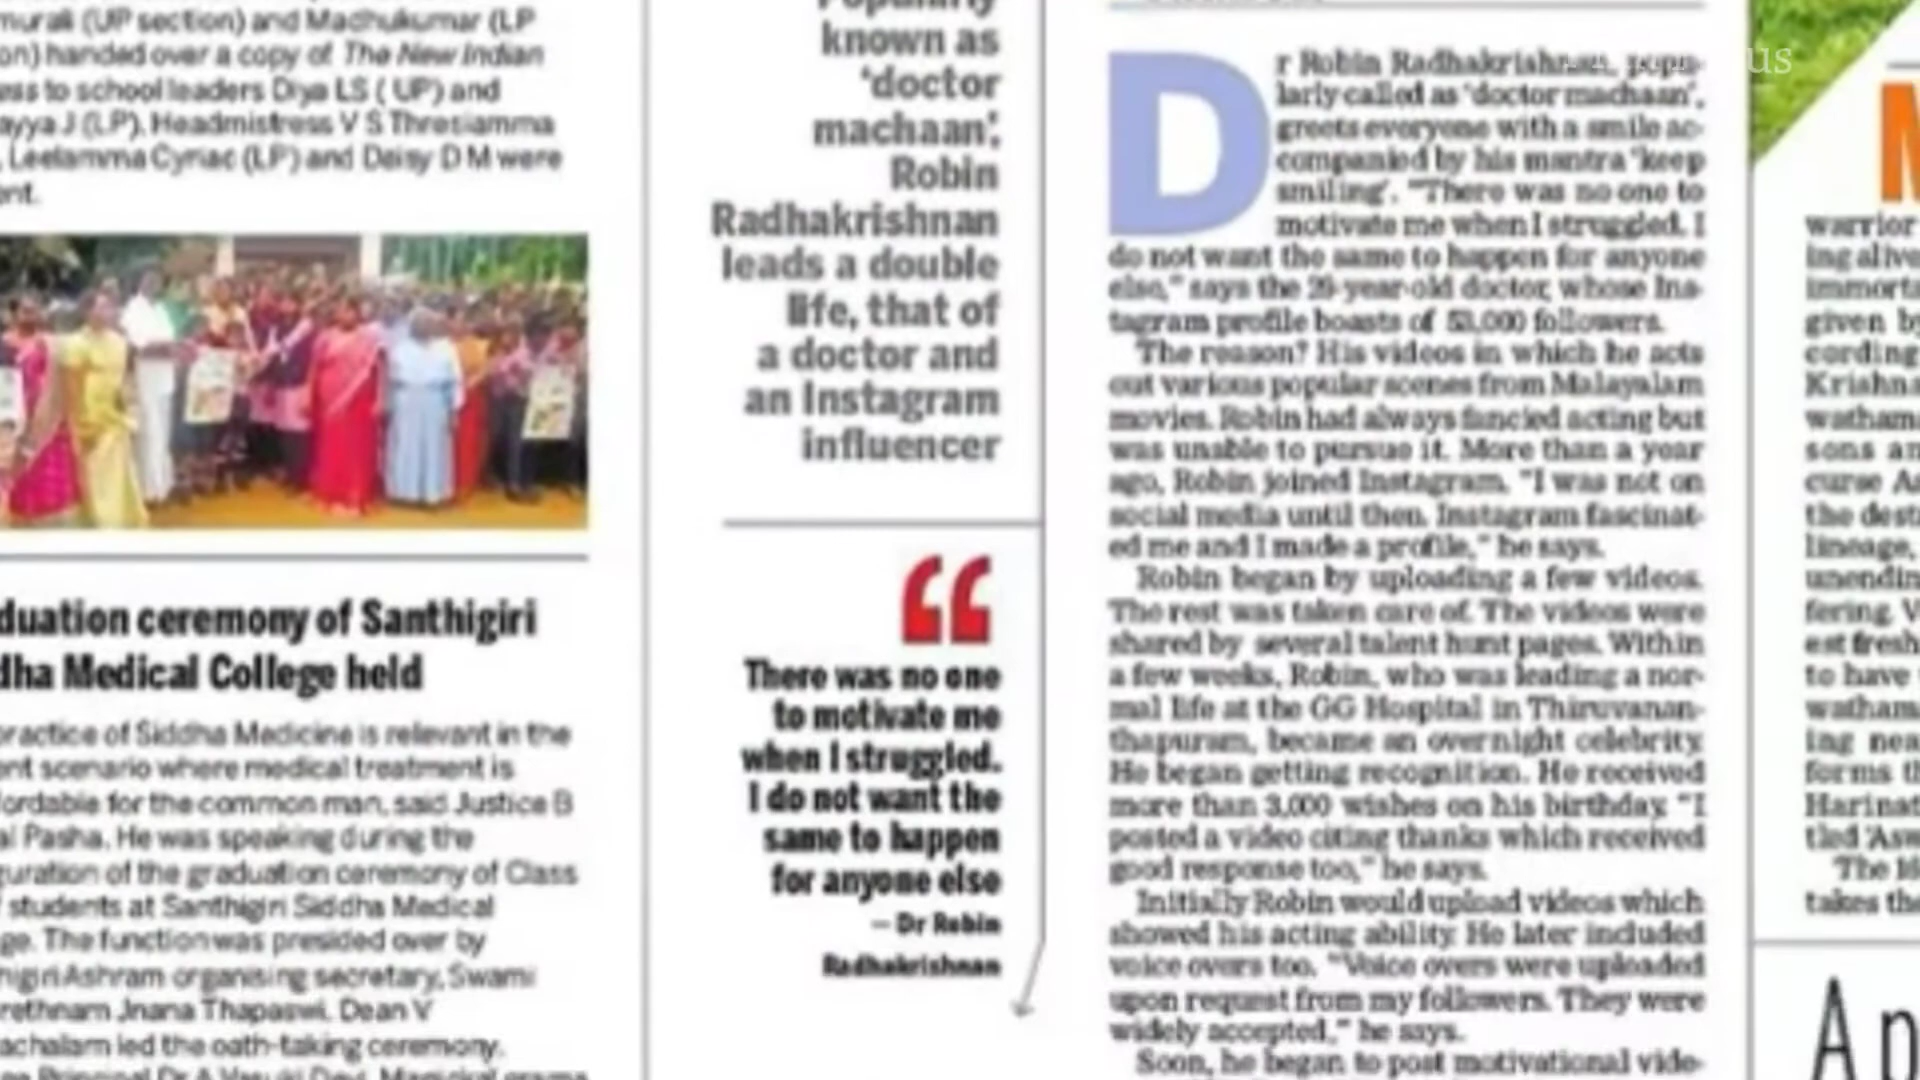 murali (UP section) and Madhukumar (LP
on) handed over a copy of The New Indian
ess to school leaders Diya LS ( UP) and
ayya J (LP). Headmistress V S Thresiamma
, Leelamma Cyriac (LP) and Daisy D M were
ent.
duation ceremony of Santhigiri
dha Medical College held
practice of Siddha Medicine is relevant in the
ent scenario where medical treatment is
fordable for the common man, said Justice B
al Pasha. He was speaking during the
guration of the graduation ceremony of Class
students at Santhigiri Siddha Medical
ge. The function was presided over by
higiri Ashram organising secretary, Swami
rethnam Jnana Thapaswi. Dean V
achalam led the oath-taking ceremony.
Popularly
known as
‘doctor
machaan’,
Robin
Radhakrishnan
leads a double
life, that of
a doctor and
an Instagram
influencer
“
There was no one
to motivate me
when I struggled.
I do not want the
same to happen
for anyone else
— Dr Robin
Radhakrishnan
Dr Robin Radhakrishnan, popu-
larly called as ‘doctor machaan’,
greets everyone with a smile ac-
companied by his mantra ‘keep
smiling’. “There was no one to
motivate me when I struggled. I
do not want the same to happen for anyone
else,” says the 29-year-old doctor, whose Ins-
tagram profile boasts of 53,000 followers.
The reason? His videos in which he acts
out various popular scenes from Malayalam
movies. Robin had always fancied acting but
was unable to pursue it. More than a year
ago, Robin joined Instagram. “I was not on
social media until then. Instagram fascinat-
ed me and I made a profile,” he says.
Robin began by uploading a few videos.
The rest was taken care of. The videos were
shared by several talent hunt pages. Within
a few weeks, Robin, who was leading a nor-
mal life at the GG Hospital in Thiruvanan-
thapuram, became an overnight celebrity.
He began getting recognition. He received
more than 3,000 wishes on his birthday. “I
posted a video citing thanks which received
good response too,” he says.
Initially Robin would upload videos which
showed his acting ability. He later included
voice overs too. “Voice overs were uploaded
upon request from my followers. They were
widely accepted,” he says.
Soon, he began to post motivational vide-
us
M
warrior
ing alive
immorta
given by
cording
Krishna
watham
sons an
curse As
the dest
lineage,
unendin
fering. V
est fresh
to have
watham
ing nea
forms th
Harinat
tled ‘Asw
The 16
takes the
Ap